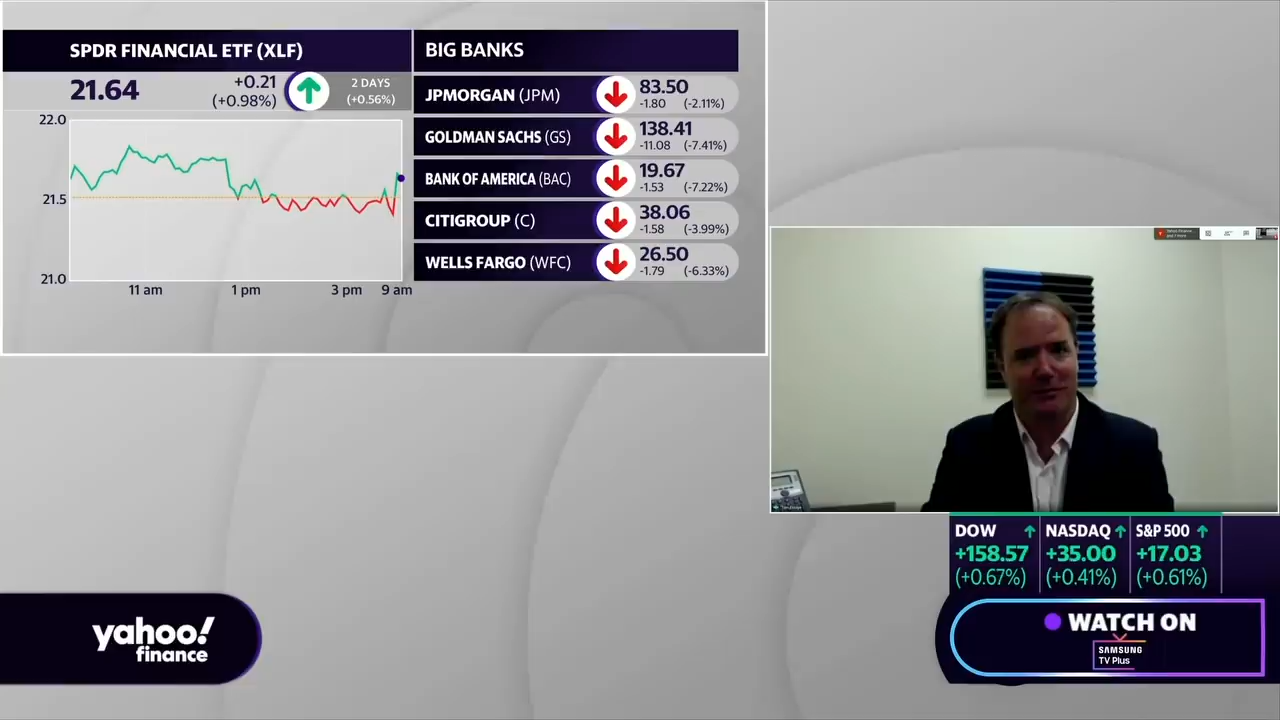 SPDR FINANCIAL ETF (XLF)
21.64
+0.21
(+0.98%)
2 DAYS
(+0.56%)
22.0
21.5
21.0
11 am
1 pm
3 pm
9 am
BIG BANKS
JPMORGAN (JPM)
83.50
-1.80 (-2.11%)
GOLDMAN SACHS (GS)
138.41
-11.08 (-7.41%)
BANK OF AMERICA (BAC)
19.67
-1.53 (-7.22%)
CITIGROUP (C)
38.06
-1.58 (-3.99%)
WELLS FARGO (WFC)
26.50
-1.79 (-6.33%)
DOW
+158.57
(+0.67%)
NASDAQ
+35.00
(+0.41%)
S&P 500
+17.03
(+0.61%)
WATCH ON
SAMSUNG
TV Plus
yahoo!
finance